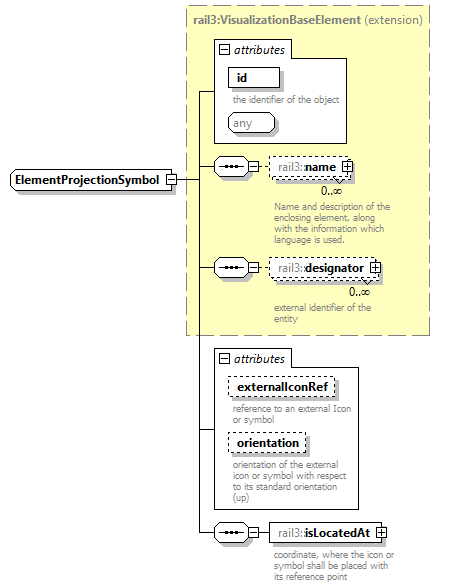 rail3:VisualizationBaseElement (extension)
attributes
id
the identifier of the object
any
ElementProjectionSymbol
rail3::name
0..∞
Name and description of the
enclosing element, along
with the information which
language is used.
rail3::designator
0..∞
external identifier of the
entity
attributes
externalIconRef
reference to an external Icon
or symbol
orientation
orientation of the external
icon or symbol with respect
to its standard orientation
(up)
rail3::isLocatedAt
coordinate, where the icon or
symbol shall be placed with
its reference point